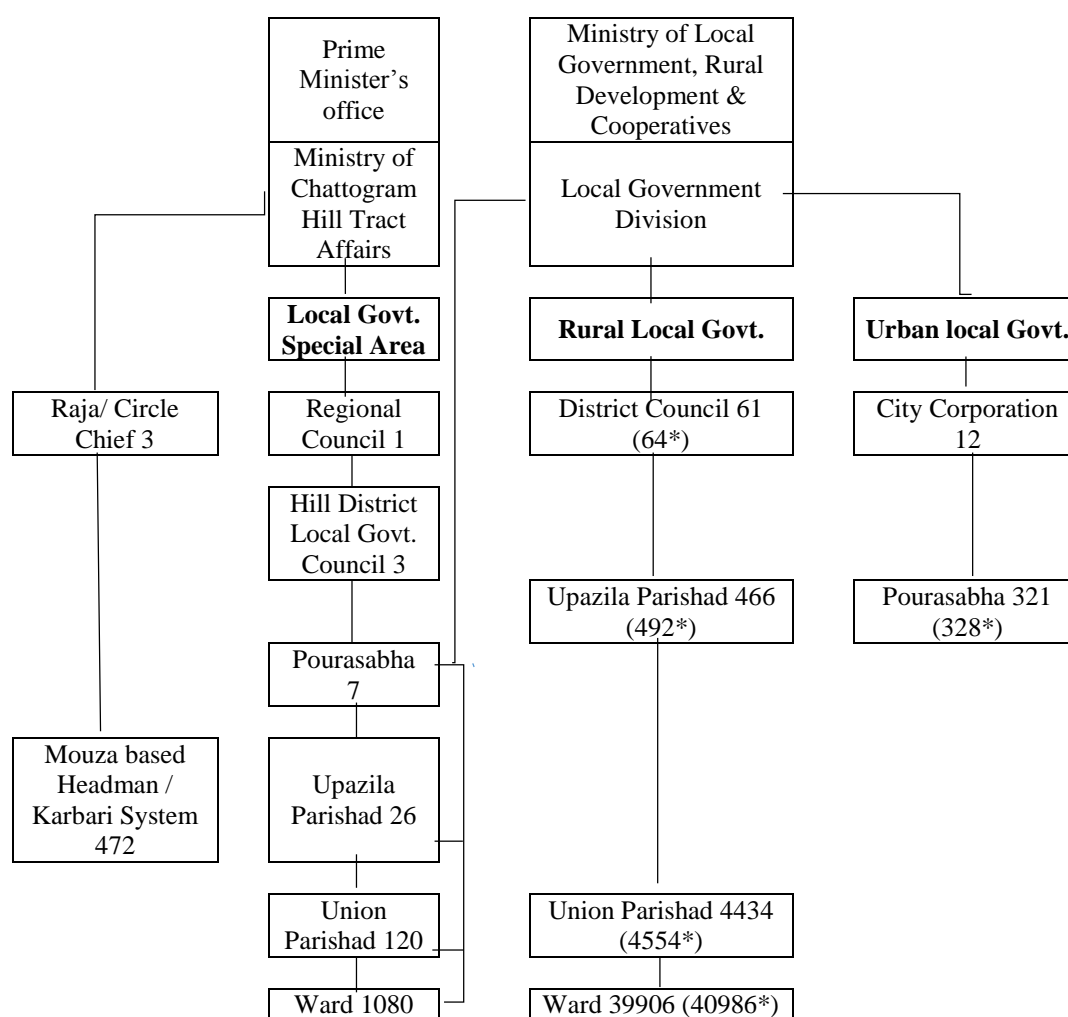 Prime
Minister’s
office
Ministry of Local
Government, Rural
Development &
Cooperatives
Ministry of
Chattogram
Hill Tract
Affairs
Local Government
Division
Local Govt.
Special Area
Rural Local Govt.
Urban local Govt.
Raja/ Circle
Chief 3
Regional
Council 1
District Council 61
(64*)
City Corporation
12
Hill District
Local Govt.
Council 3
Upazila Parishad 466
(492*)
Pourasabha 321
(328*)
Pourasabha
7
Mouza based
Headman /
Karbari System
472
Upazila
Parishad 26
Union
Parishad 120
Union Parishad 4434
(4554*)
Ward 1080
Ward 39906 (40986*)